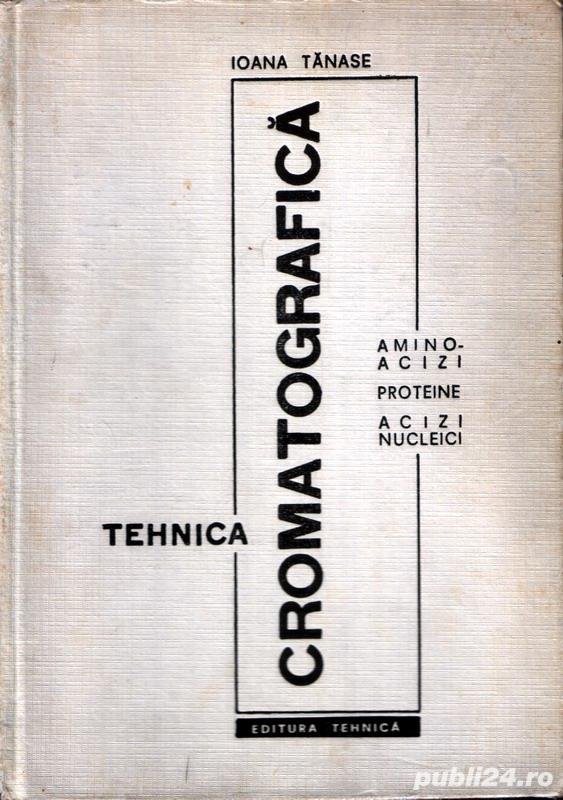 IOANA TĂNASE
TEHNICA
CROMATOGRAFICĂ
AMINO-
ACIZI
PROTEINE
ACIZI
NUCLEICI
EDITURA TEHNICĂ
publi24.ro